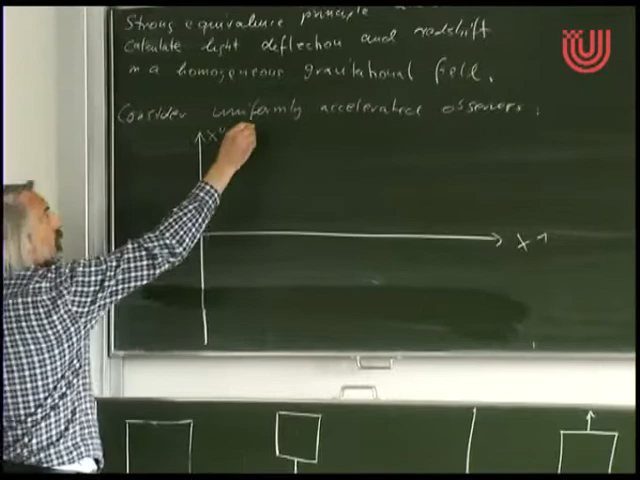 Strong equivalence principle
Calculate light deflection and redshift
in a homogeneous gravitational field.
Consider uniformly accelerated observers:
x⁰
x¹